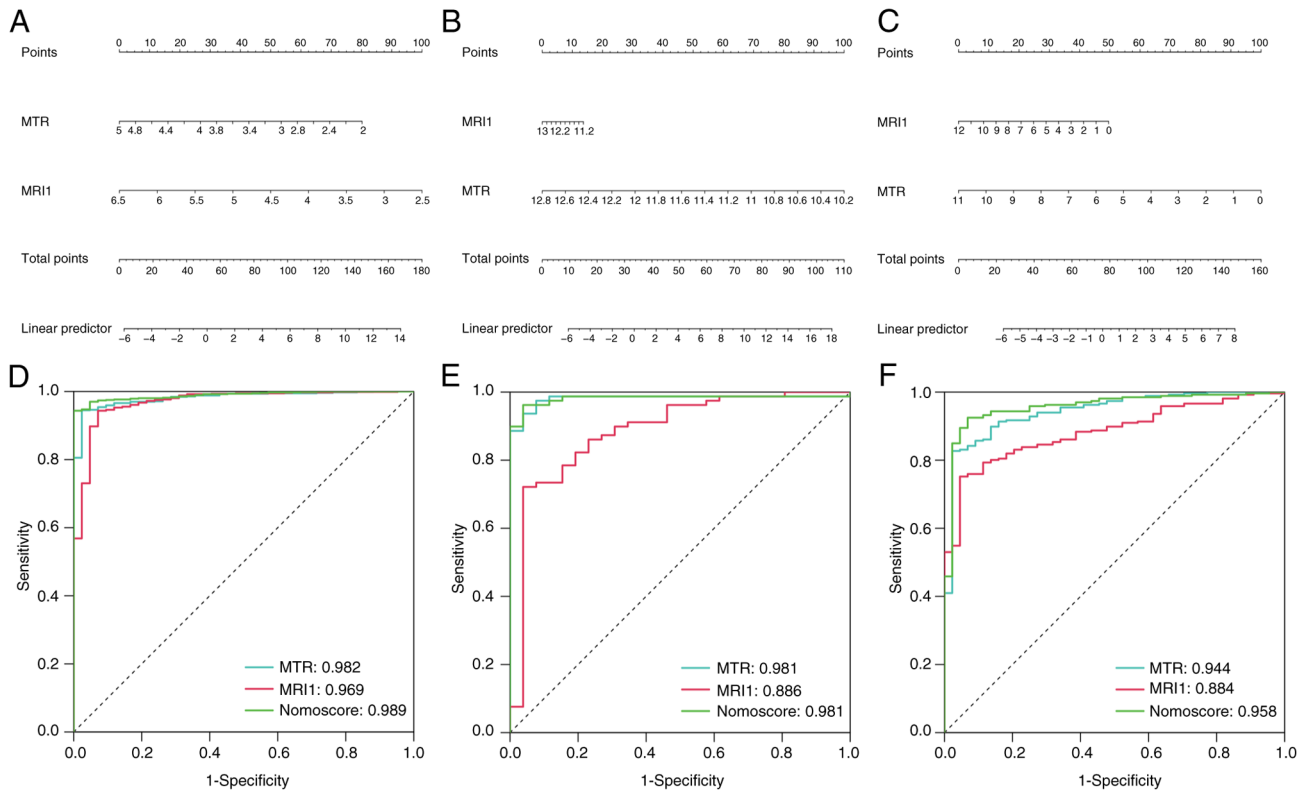 A
Points 0 10 20 30 40 50 60 70 80 90 100
MTR 5 4.8 4.4 4 3.8 3.4 3 2.8 2.4 2
MRI1 6.5 6 5.5 5 4.5 4 3.5 3 2.5
Total points 0 20 40 60 80 100 120 140 160 180
Linear predictor −6 −4 −2 0 2 4 6 8 10 12 14
B
Points 0 10 20 30 40 50 60 70 80 90 100
MRI1 13 12.2 11.2
MTR 12.8 12.6 12.4 12.2 12 11.8 11.6 11.4 11.2 11 10.8 10.6 10.4 10.2
Total points 0 10 20 30 40 50 60 70 80 90 100 110
Linear predictor −6 −4 −2 0 2 4 6 8 10 12 14 16 18
C
Points 0 10 20 30 40 50 60 70 80 90 100
MRI1 12 10 9 8 7 6 5 4 3 2 1 0
MTR 11 10 9 8 7 6 5 4 3 2 1 0
Total points 0 20 40 60 80 100 120 140 160
Linear predictor −6 −5 −4 −3 −2 −1 0 1 2 3 4 5 6 7 8
D
1.0
0.8
0.6
0.4
0.2
0.0
Sensitivity
MTR: 0.982
MRI1: 0.969
Nomoscore: 0.989
0.0 0.2 0.4 0.6 0.8 1.0
1-Specificity
E
1.0
0.8
0.6
0.4
0.2
0.0
Sensitivity
MTR: 0.981
MRI1: 0.886
Nomoscore: 0.981
0.0 0.2 0.4 0.6 0.8 1.0
1-Specificity
F
1.0
0.8
0.6
0.4
0.2
0.0
Sensitivity
MTR: 0.944
MRI1: 0.884
Nomoscore: 0.958
0.0 0.2 0.4 0.6 0.8 1.0
1-Specificity